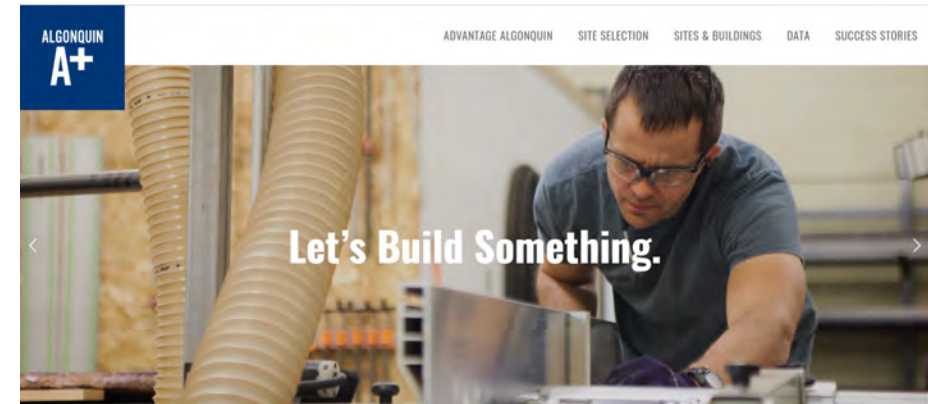 ALGONQUIN
A+
ADVANTAGE ALGONQUIN SITE SELECTION SITES & BUILDINGS DATA SUCCESS STORIES
Let’s Build Something.